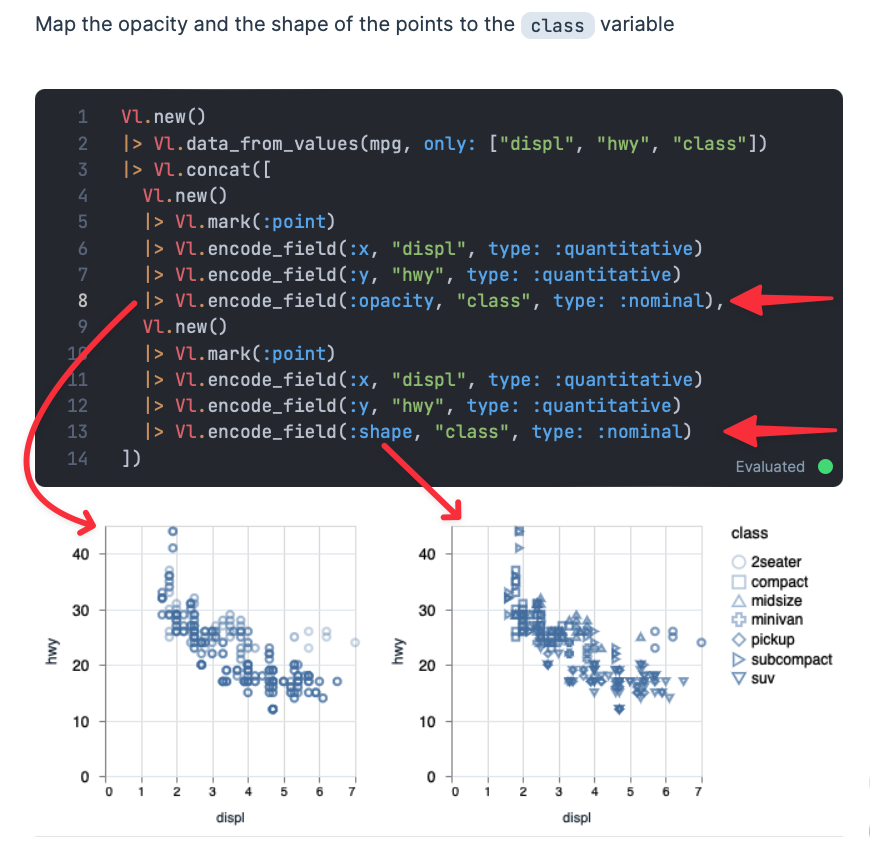 Map the opacity and the shape of the points to the class variable
1 Vl.new()
2 |> Vl.data_from_values(mpg, only: ["displ", "hwy", "class"])
3 |> Vl.concat([
4 Vl.new()
5 |> Vl.mark(:point)
6 |> Vl.encode_field(:x, "displ", type: :quantitative)
7 |> Vl.encode_field(:y, "hwy", type: :quantitative)
8 |> Vl.encode_field(:opacity, "class", type: :nominal),
9 Vl.new()
10 |> Vl.mark(:point)
11 |> Vl.encode_field(:x, "displ", type: :quantitative)
12 |> Vl.encode_field(:y, "hwy", type: :quantitative)
13 |> Vl.encode_field(:shape, "class", type: :nominal)
14 ])
Evaluated
40
30
20
10
0
hwy
0 1 2 3 4 5 6 7
displ
40
30
20
10
0
hwy
0 1 2 3 4 5 6 7
displ
class
2seater
compact
midsize
minivan
pickup
subcompact
suv